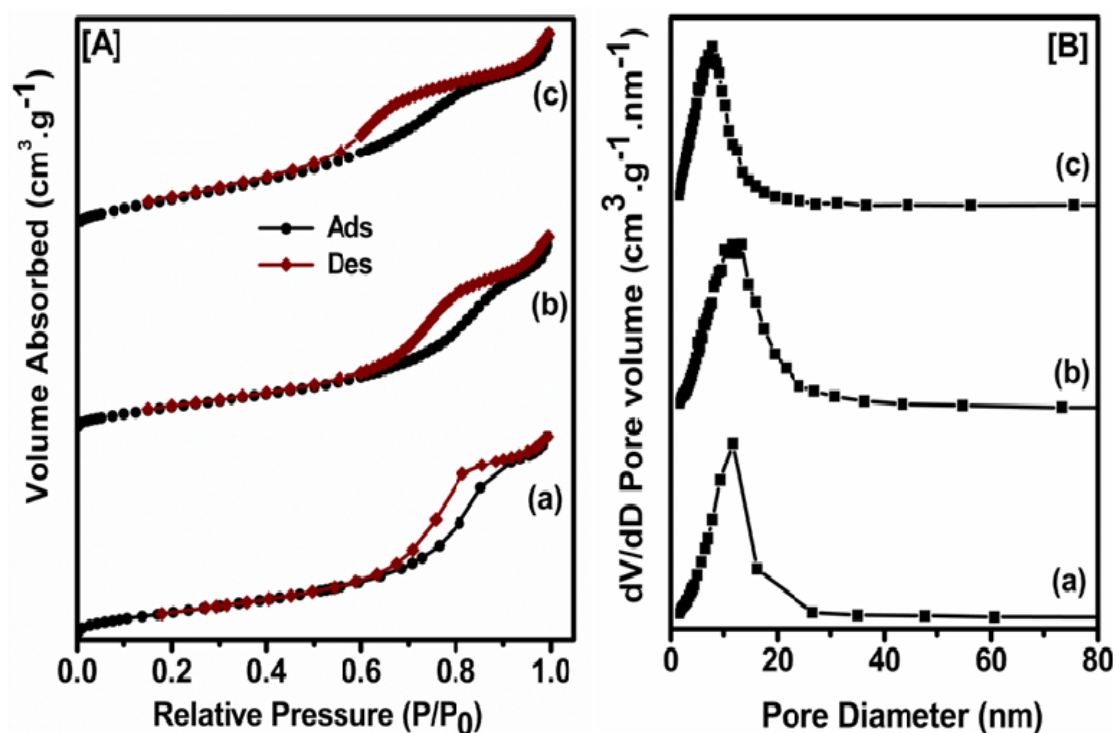 [A]
(c)
Ads
Des
(b)
(a)
Volume Absorbed (cm³.g⁻¹)
0.0 0.2 0.4 0.6 0.8 1.0
Relative Pressure (P/P₀)
[B]
(c)
(b)
(a)
dV/dD Pore volume (cm³.g⁻¹.nm⁻¹)
0 20 40 60 80
Pore Diameter (nm)